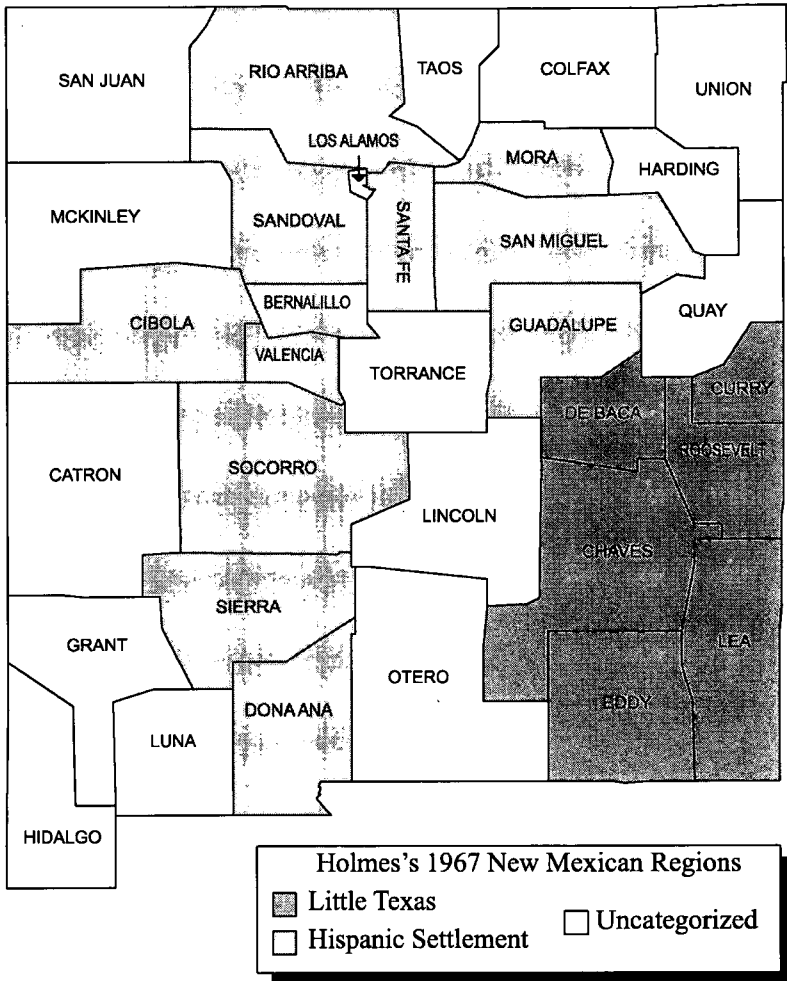 SAN JUAN
RIO ARRIBA
TAOS
COLFAX
UNION
LOS ALAMOS
MORA
HARDING
MCKINLEY
SANDOVAL
SANTA FE
SAN MIGUEL
BERNALILLO
CIBOLA
GUADALUPE
QUAY
VALENCIA
TORRANCE
CURRY
DE BACA
ROOSEVELT
CATRON
SOCORRO
LINCOLN
CHAVES
SIERRA
GRANT
LEA
OTERO
EDDY
DONA ANA
LUNA
HIDALGO
Holmes's 1967 New Mexican Regions
Little Texas
Hispanic Settlement
Uncategorized